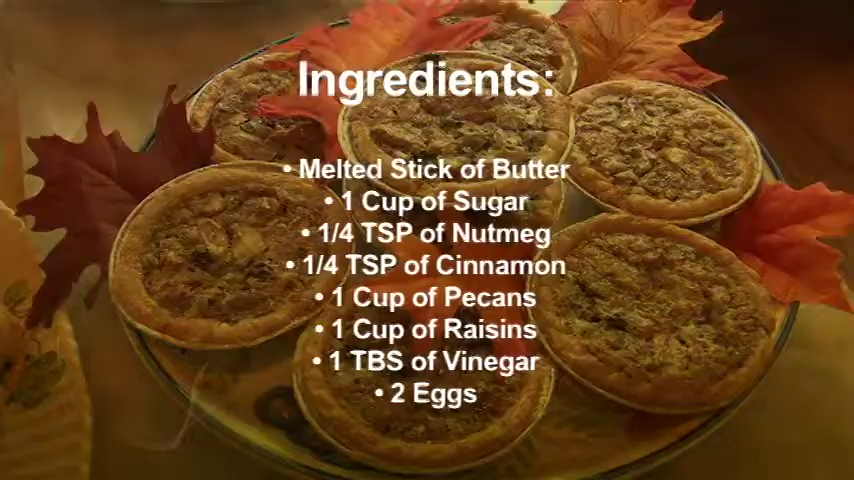 Ingredients:
• Melted Stick of Butter
• 1 Cup of Sugar
• 1/4 TSP of Nutmeg
• 1/4 TSP of Cinnamon
• 1 Cup of Pecans
• 1 Cup of Raisins
• 1 TBS of Vinegar
• 2 Eggs